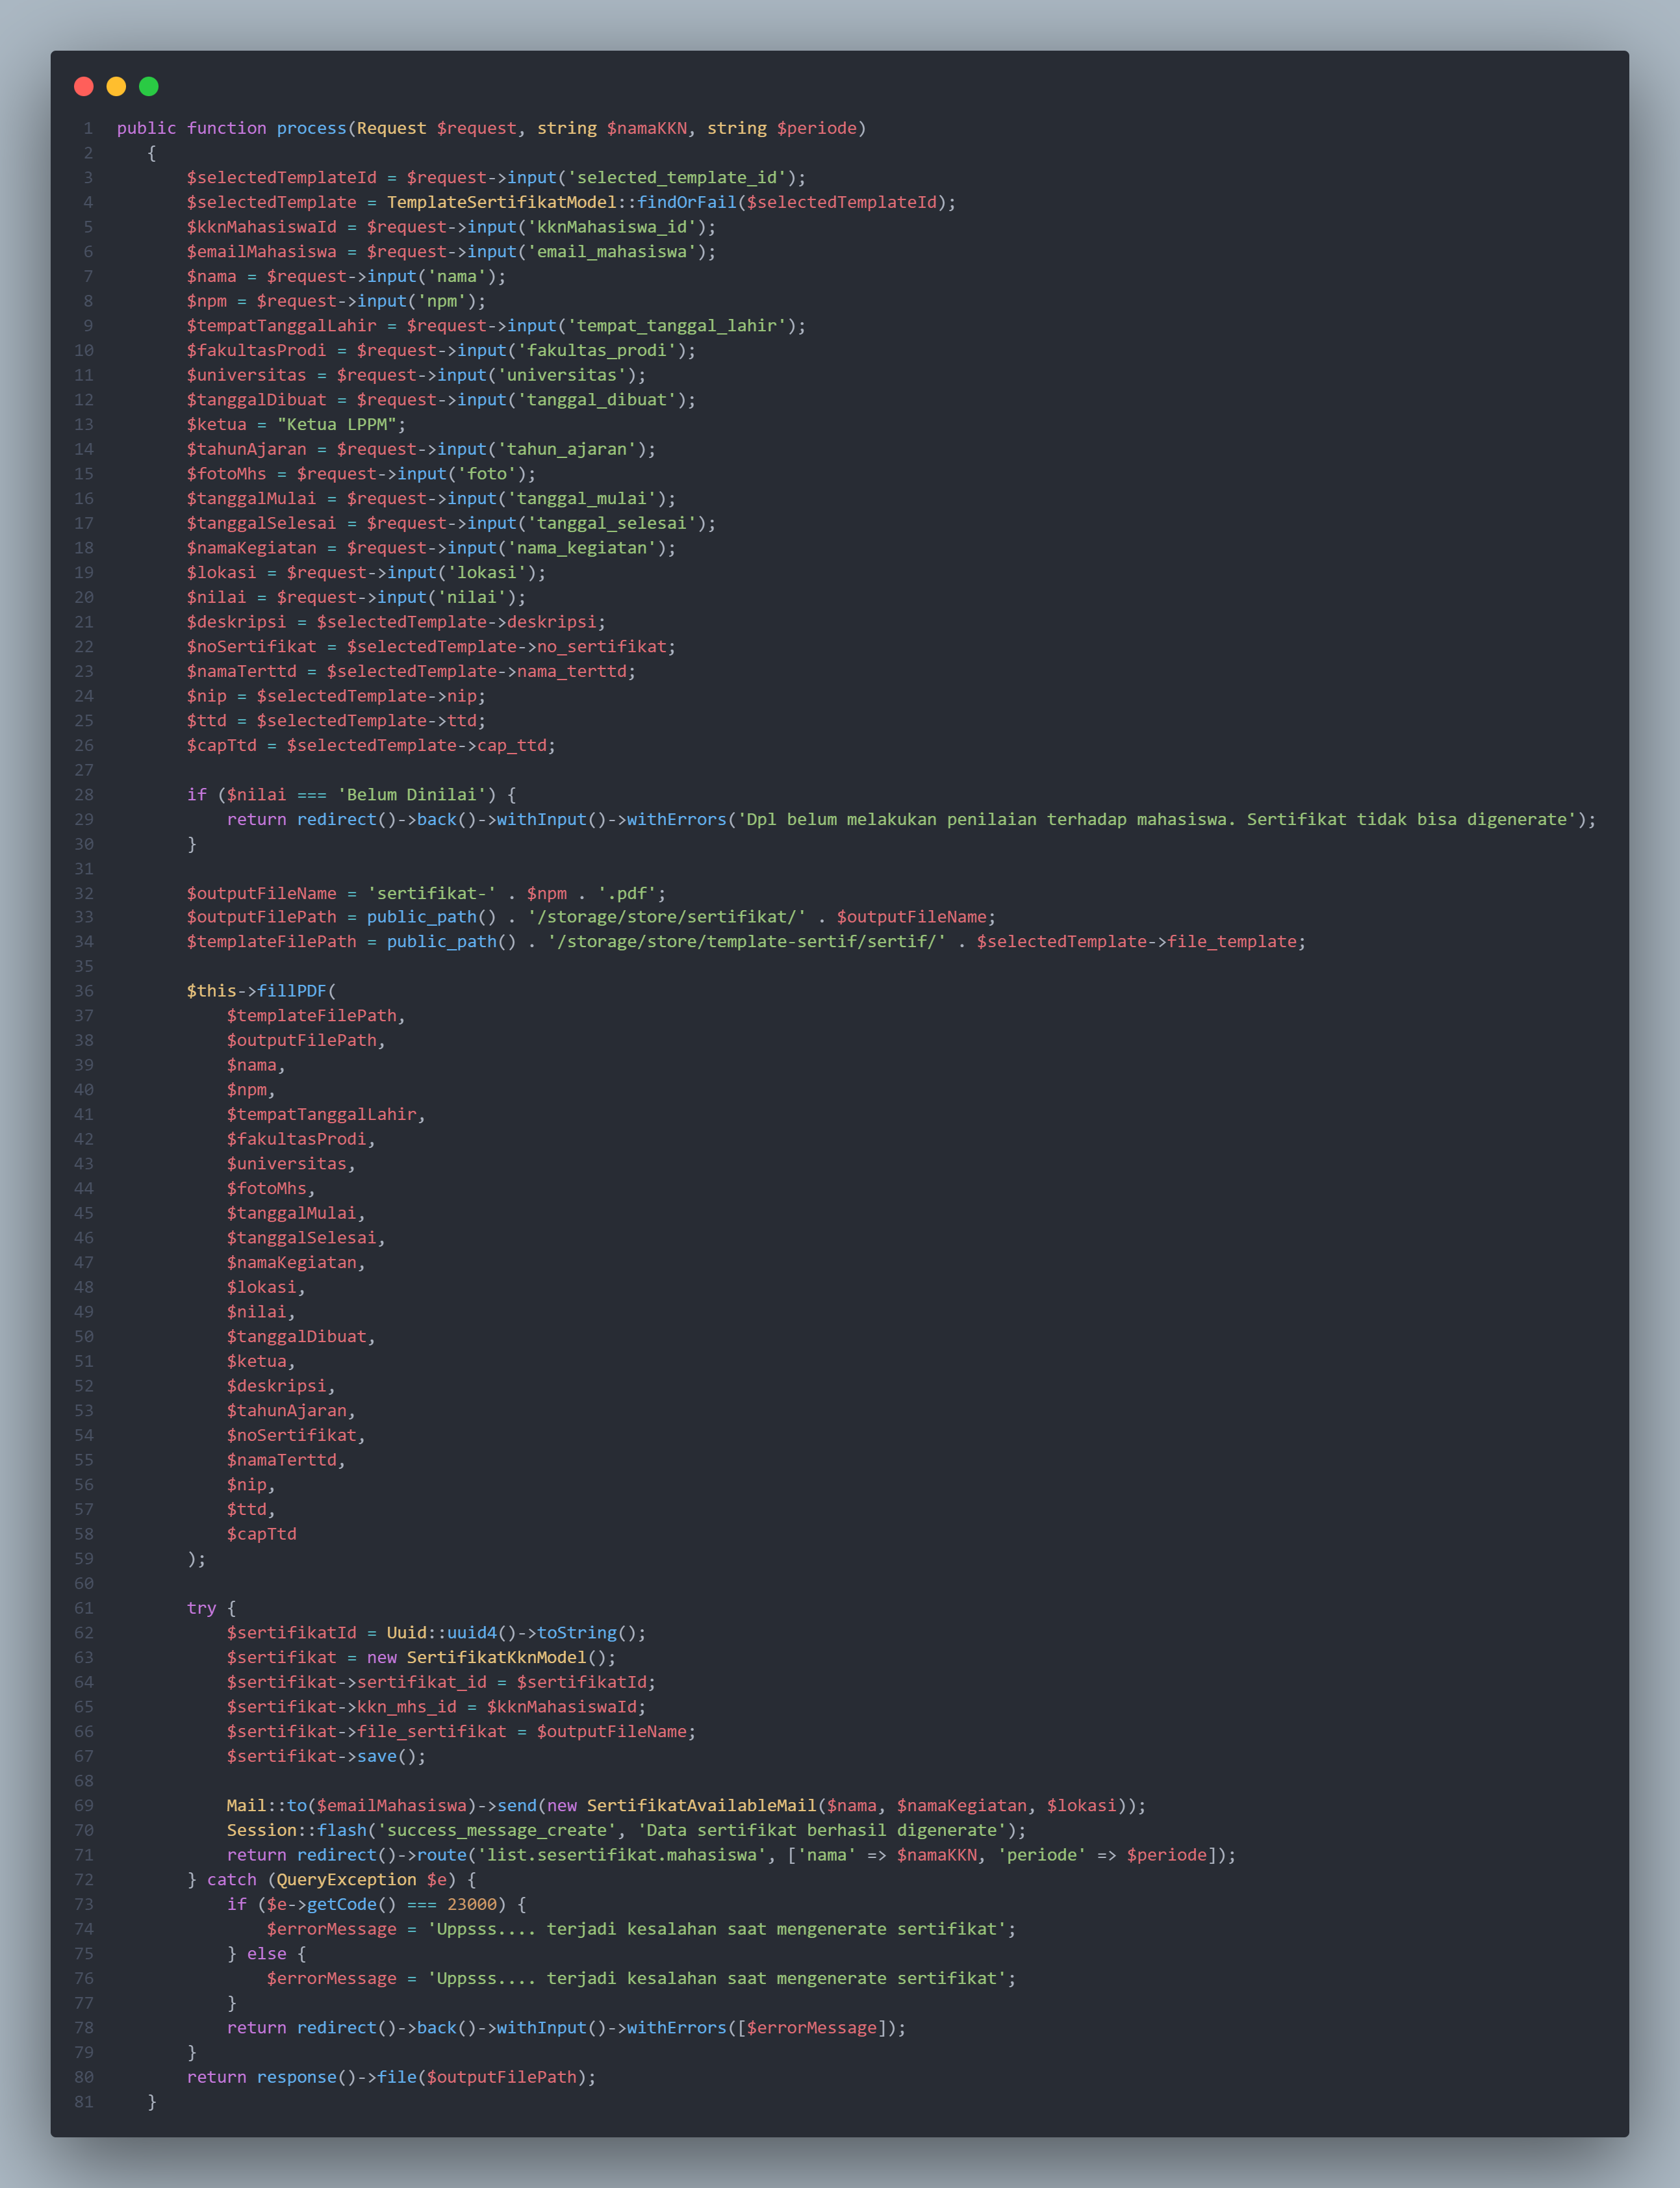 1 public function process(Request $request, string $namaKKN, string $periode)
2 {
3 $selectedTemplateId = $request->input('selected_template_id');
4 $selectedTemplate = TemplateSertifikatModel::findOrFail($selectedTemplateId);
5 $kknMahasiswaId = $request->input('kknMahasiswa_id');
6 $emailMahasiswa = $request->input('email_mahasiswa');
7 $nama = $request->input('nama');
8 $npm = $request->input('npm');
9 $tempatTanggalLahir = $request->input('tempat_tanggal_lahir');
10 $fakultasProdi = $request->input('fakultas_prodi');
11 $universitas = $request->input('universitas');
12 $tanggalDibuat = $request->input('tanggal_dibuat');
13 $ketua = "Ketua LPPM";
14 $tahunAjaran = $request->input('tahun_ajaran');
15 $fotoMhs = $request->input('foto');
16 $tanggalMulai = $request->input('tanggal_mulai');
17 $tanggalSelesai = $request->input('tanggal_selesai');
18 $namaKegiatan = $request->input('nama_kegiatan');
19 $lokasi = $request->input('lokasi');
20 $nilai = $request->input('nilai');
21 $deskripsi = $selectedTemplate->deskripsi;
22 $noSertifikat = $selectedTemplate->no_sertifikat;
23 $namaTerttd = $selectedTemplate->nama_terttd;
24 $nip = $selectedTemplate->nip;
25 $ttd = $selectedTemplate->ttd;
26 $capTtd = $selectedTemplate->cap_ttd;
27
28 if ($nilai === 'Belum Dinilai') {
29 return redirect()->back()->withInput()->withErrors('Dpl belum melakukan penilaian terhadap mahasiswa. Sertifikat tidak bisa digenerate');
30 }
31
32 $outputFileName = 'sertifikat-' . $npm . '.pdf';
33 $outputFilePath = public_path() . '/storage/store/sertifikat/' . $outputFileName;
34 $templateFilePath = public_path() . '/storage/store/template-sertif/sertif/' . $selectedTemplate->file_template;
35
36 $this->fillPDF(
37 $templateFilePath,
38 $outputFilePath,
39 $nama,
40 $npm,
41 $tempatTanggalLahir,
42 $fakultasProdi,
43 $universitas,
44 $fotoMhs,
45 $tanggalMulai,
46 $tanggalSelesai,
47 $namaKegiatan,
48 $lokasi,
49 $nilai,
50 $tanggalDibuat,
51 $ketua,
52 $deskripsi,
53 $tahunAjaran,
54 $noSertifikat,
55 $namaTerttd,
56 $nip,
57 $ttd,
58 $capTtd
59 );
60
61 try {
62 $sertifikatId = Uuid::uuid4()->toString();
63 $sertifikat = new SertifikatKknModel();
64 $sertifikat->sertifikat_id = $sertifikatId;
65 $sertifikat->kkn_mhs_id = $kknMahasiswaId;
66 $sertifikat->file_sertifikat = $outputFileName;
67 $sertifikat->save();
68
69 Mail::to($emailMahasiswa)->send(new SertifikatAvailableMail($nama, $namaKegiatan, $lokasi));
70 Session::flash('success_message_create', 'Data sertifikat berhasil digenerate');
71 return redirect()->route('list.sesertifikat.mahasiswa', ['nama' => $namaKKN, 'periode' => $periode]);
72 } catch (QueryException $e) {
73 if ($e->getCode() === 23000) {
74 $errorMessage = 'Uppsss.... terjadi kesalahan saat mengenerate sertifikat';
75 } else {
76 $errorMessage = 'Uppsss.... terjadi kesalahan saat mengenerate sertifikat';
77 }
78 return redirect()->back()->withInput()->withErrors([$errorMessage]);
79 }
80 return response()->file($outputFilePath);
81 }